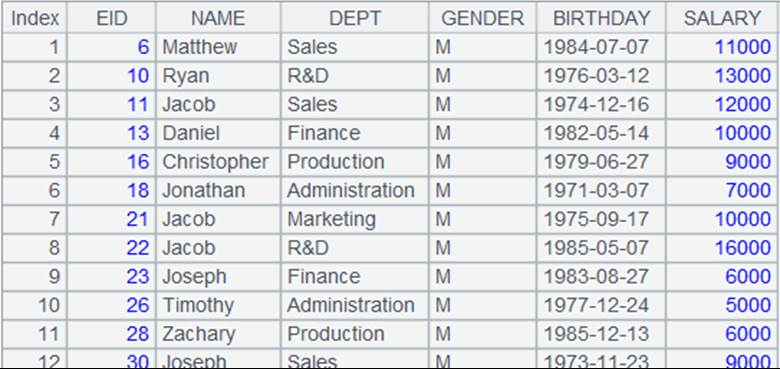 Index EID NAME DEPT GENDER BIRTHDAY SALARY
1 6 Matthew Sales M 1984-07-07 11000
2 10 Ryan R&D M 1976-03-12 13000
3 11 Jacob Sales M 1974-12-16 12000
4 13 Daniel Finance M 1982-05-14 10000
5 16 Christopher Production M 1979-06-27 9000
6 18 Jonathan Administration M 1971-03-07 7000
7 21 Jacob Marketing M 1975-09-17 10000
8 22 Jacob R&D M 1985-05-07 16000
9 23 Joseph Finance M 1983-08-27 6000
10 26 Timothy Administration M 1977-12-24 5000
11 28 Zachary Production M 1985-12-13 6000
12 30 Joseph Sales M 1973-11-23 9000